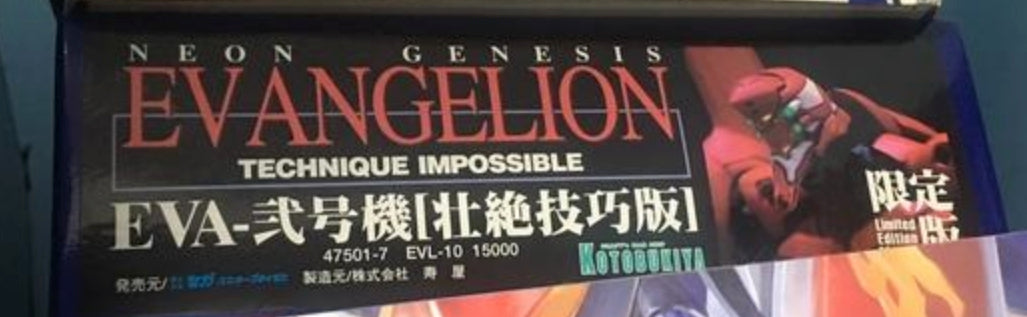 NEON GENESIS
EVANGELION
TECHNIQUE IMPOSSIBLE
EVA-弐号機[壮絶技巧版]
47501-7 EVL-10 15000
KOTOBUKIYA
発売元/
製造元/株式会社 寿屋
限定
Limited
Edition
版